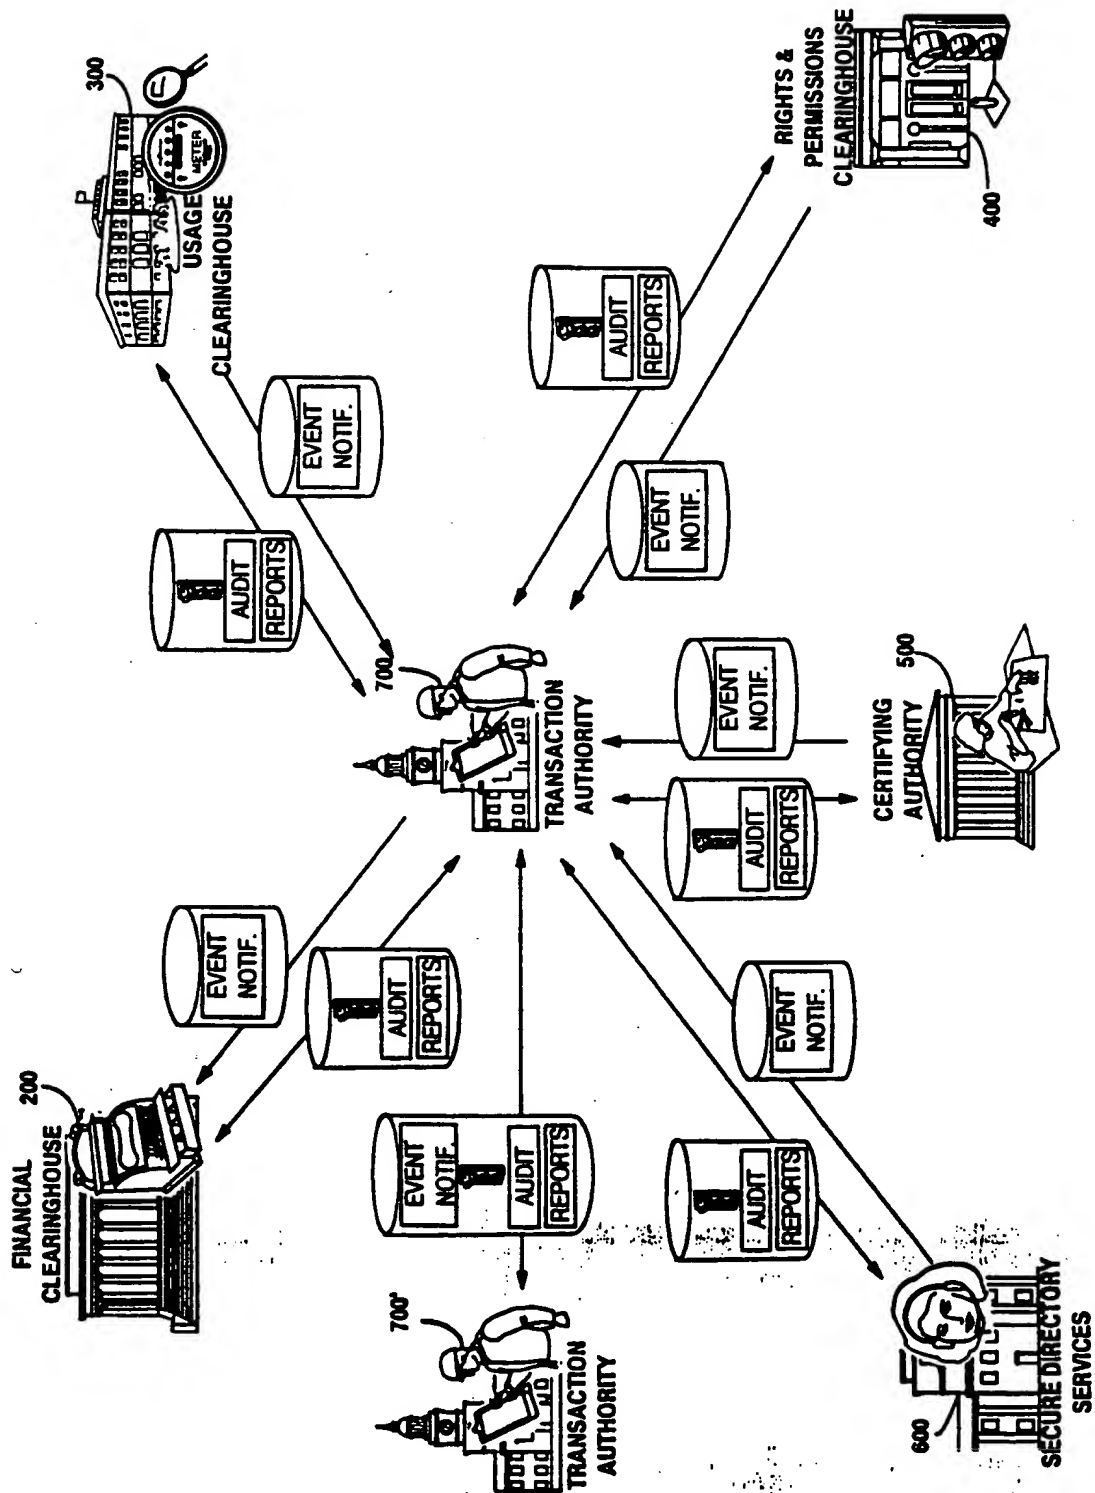 FINANCIAL
CLEARINGHOUSE
200
EVENT
NOTIF.
AUDIT
REPORTS
300
METER
USAGE
CLEARINGHOUSE
AUDIT
REPORTS
EVENT
NOTIF.
700'
TRANSACTION
AUTHORITY
EVENT
NOTIF.
AUDIT
REPORTS
700
TRANSACTION
AUTHORITY
AUDIT
REPORTS
EVENT
NOTIF.
RIGHTS &
PERMISSIONS
CLEARINGHOUSE
400
AUDIT
REPORTS
EVENT
NOTIF.
600
SECURE DIRECTORY
SERVICES
AUDIT
REPORTS
EVENT
NOTIF.
CERTIFYING
AUTHORITY
500